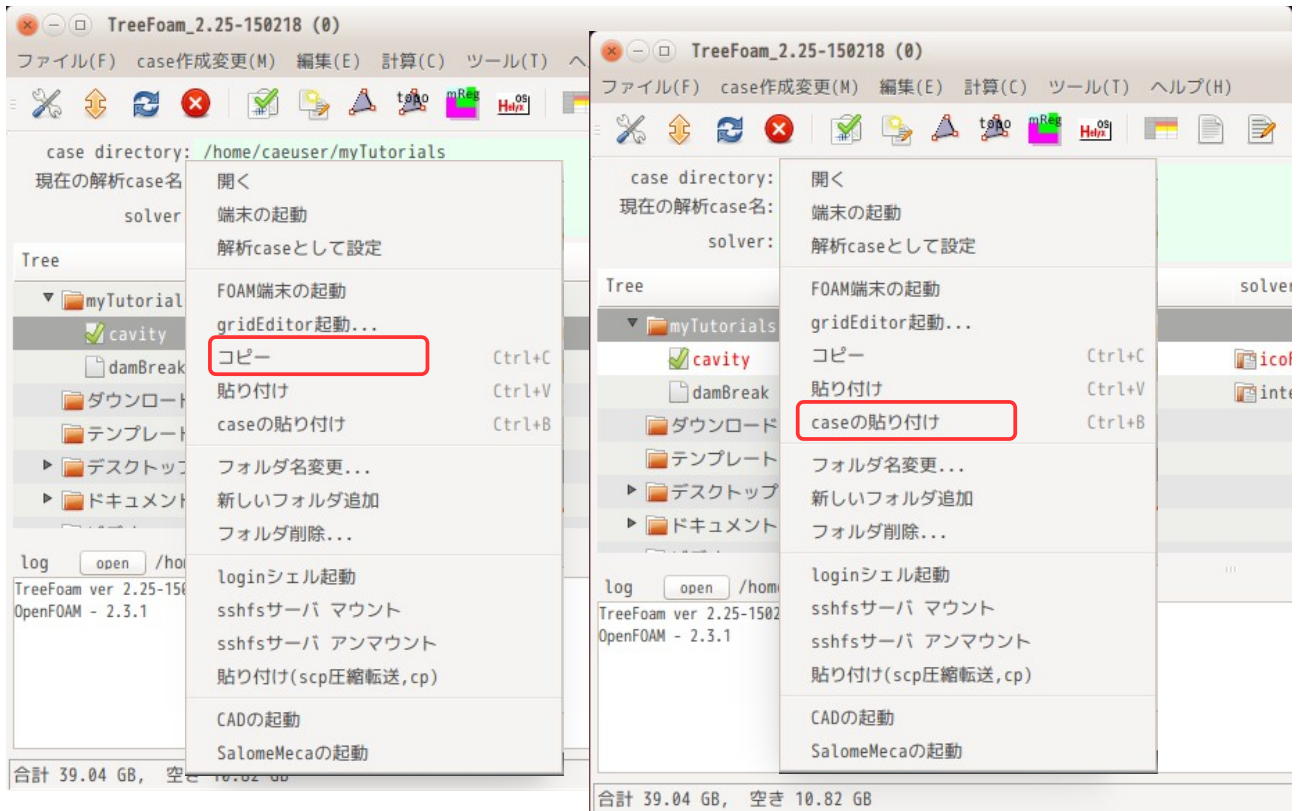 TreeFoam_2.25-150218 (0)
ファイル(F) case作成変更(M) 編集(E) 計算(C) ツール(T)
topo mReg Helyx OS
case directory: /home/caeuser/myTutorials
現在の解析case名
solver
Tree
myTutorial
cavity
damBreak
ダウンロード
テンプレート
デスクトップ
ドキュメント
開く
端末の起動
解析caseとして設定
FOAM端末の起動
gridEditor起動...
コピー Ctrl+C
貼り付け Ctrl+V
caseの貼り付け Ctrl+B
フォルダ名変更...
新しいフォルダ追加
フォルダ削除...
loginシェル起動
sshfsサーバ マウント
sshfsサーバ アンマウント
貼り付け(scp圧縮転送,cp)
CADの起動
SalomeMecaの起動
log open /hom
TreeFoam ver 2.25-150
OpenFOAM - 2.3.1
合計 39.04 GB, 空き 10.82 GB
TreeFoam_2.25-150218 (0)
ファイル(F) case作成変更(M) 編集(E) 計算(C) ツール(T) ヘルプ(H)
topo mReg Helyx OS
case directory:
現在の解析case名:
solver:
Tree solver
myTutorials
cavity icoF
damBreak inte
ダウンロード
テンプレート
デスクトップ
ドキュメント
開く
端末の起動
解析caseとして設定
FOAM端末の起動
gridEditor起動...
コピー Ctrl+C
貼り付け Ctrl+V
caseの貼り付け Ctrl+B
フォルダ名変更...
新しいフォルダ追加
フォルダ削除...
loginシェル起動
sshfsサーバ マウント
sshfsサーバ アンマウント
貼り付け(scp圧縮転送,cp)
CADの起動
SalomeMecaの起動
log open /hom
TreeFoam ver 2.25-1502
OpenFOAM - 2.3.1
合計 39.04 GB, 空き 10.82 GB